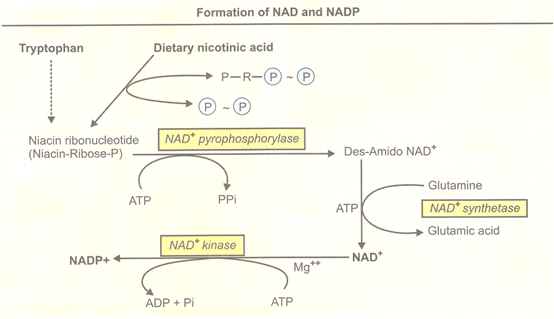 Formation of NAD and NADP
Tryptophan
Dietary nicotinic acid
P—R—P ~ P
P ~ P
Niacin ribonucleotide
(Niacin-Ribose-P)
NAD+ pyrophosphorylase
Des-Amido NAD+
ATP
PPi
Glutamine
ATP
NAD+ synthetase
Glutamic acid
NAD+ kinase
NADP+
Mg++
NAD+
ADP + Pi
ATP